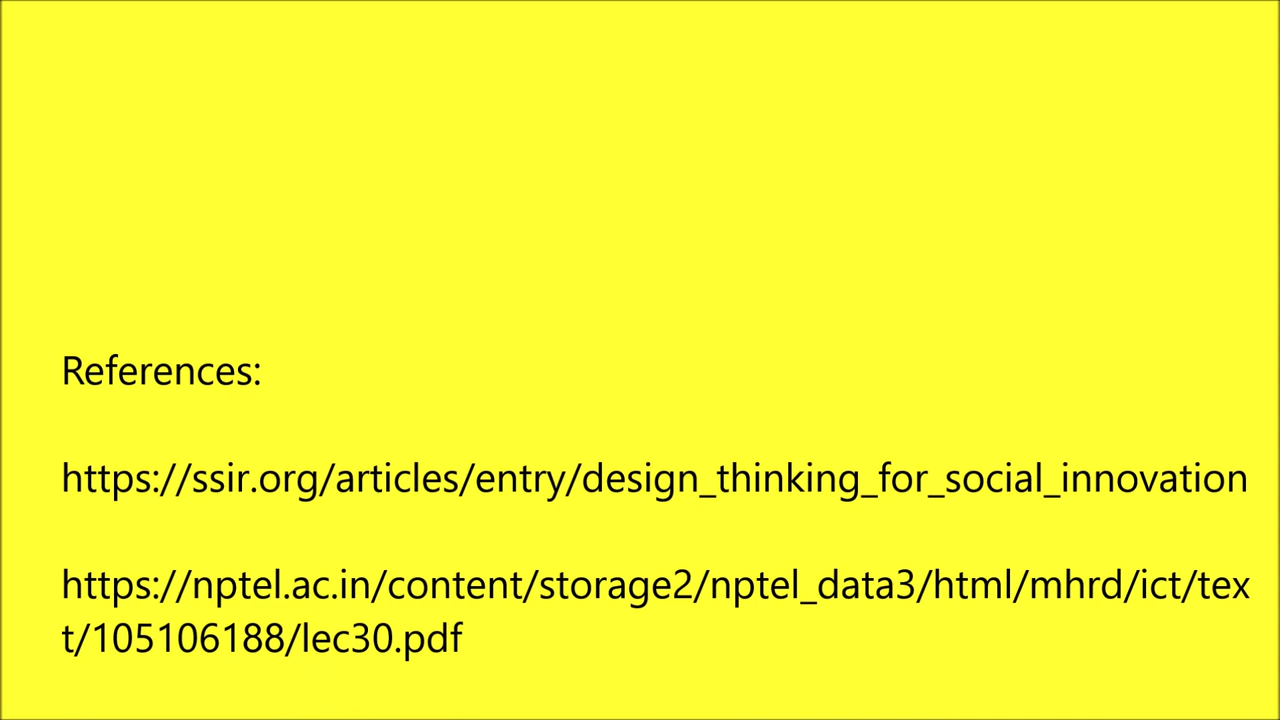 References:
https://ssir.org/articles/entry/design_thinking_for_social_innovation
https://nptel.ac.in/content/storage2/nptel_data3/html/mhrd/ict/tex
t/105106188/lec30.pdf